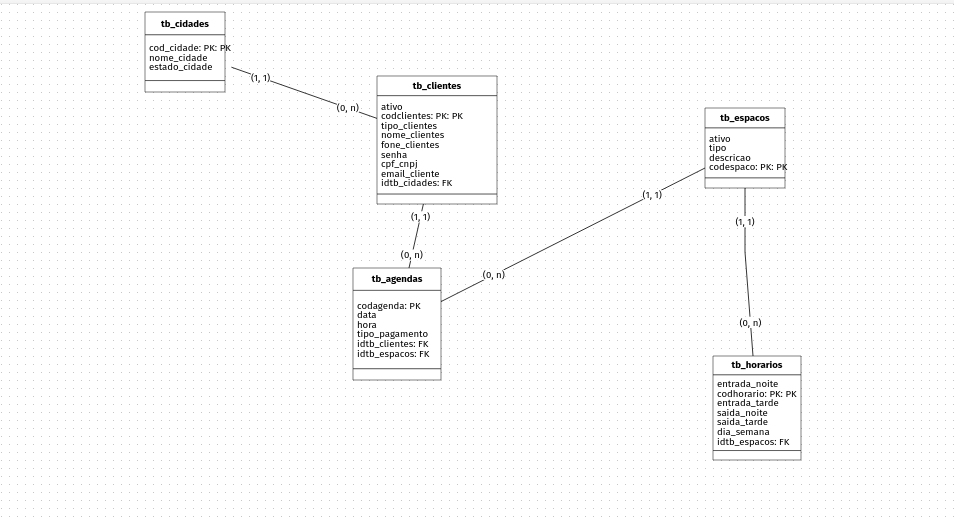 tb_cidades
cod_cidade: PK: PK
nome_cidade
estado_cidade
(1, 1)
(0, n)
tb_clientes
ativo
codclientes: PK: PK
tipo_clientes
nome_clientes
fone_clientes
senha
cpf_cnpj
email_cliente
idtb_cidades: FK
(1, 1)
(0, n)
tb_agendas
codagenda: PK
data
hora
tipo_pagamento
idtb_clientes: FK
idtb_espacos: FK
(0, n)
(1, 1)
tb_espacos
ativo
tipo
descricao
codespaco: PK: PK
(1, 1)
(0, n)
tb_horarios
entrada_noite
codhorario: PK: PK
entrada_tarde
saida_noite
saida_tarde
dia_semana
idtb_espacos: FK